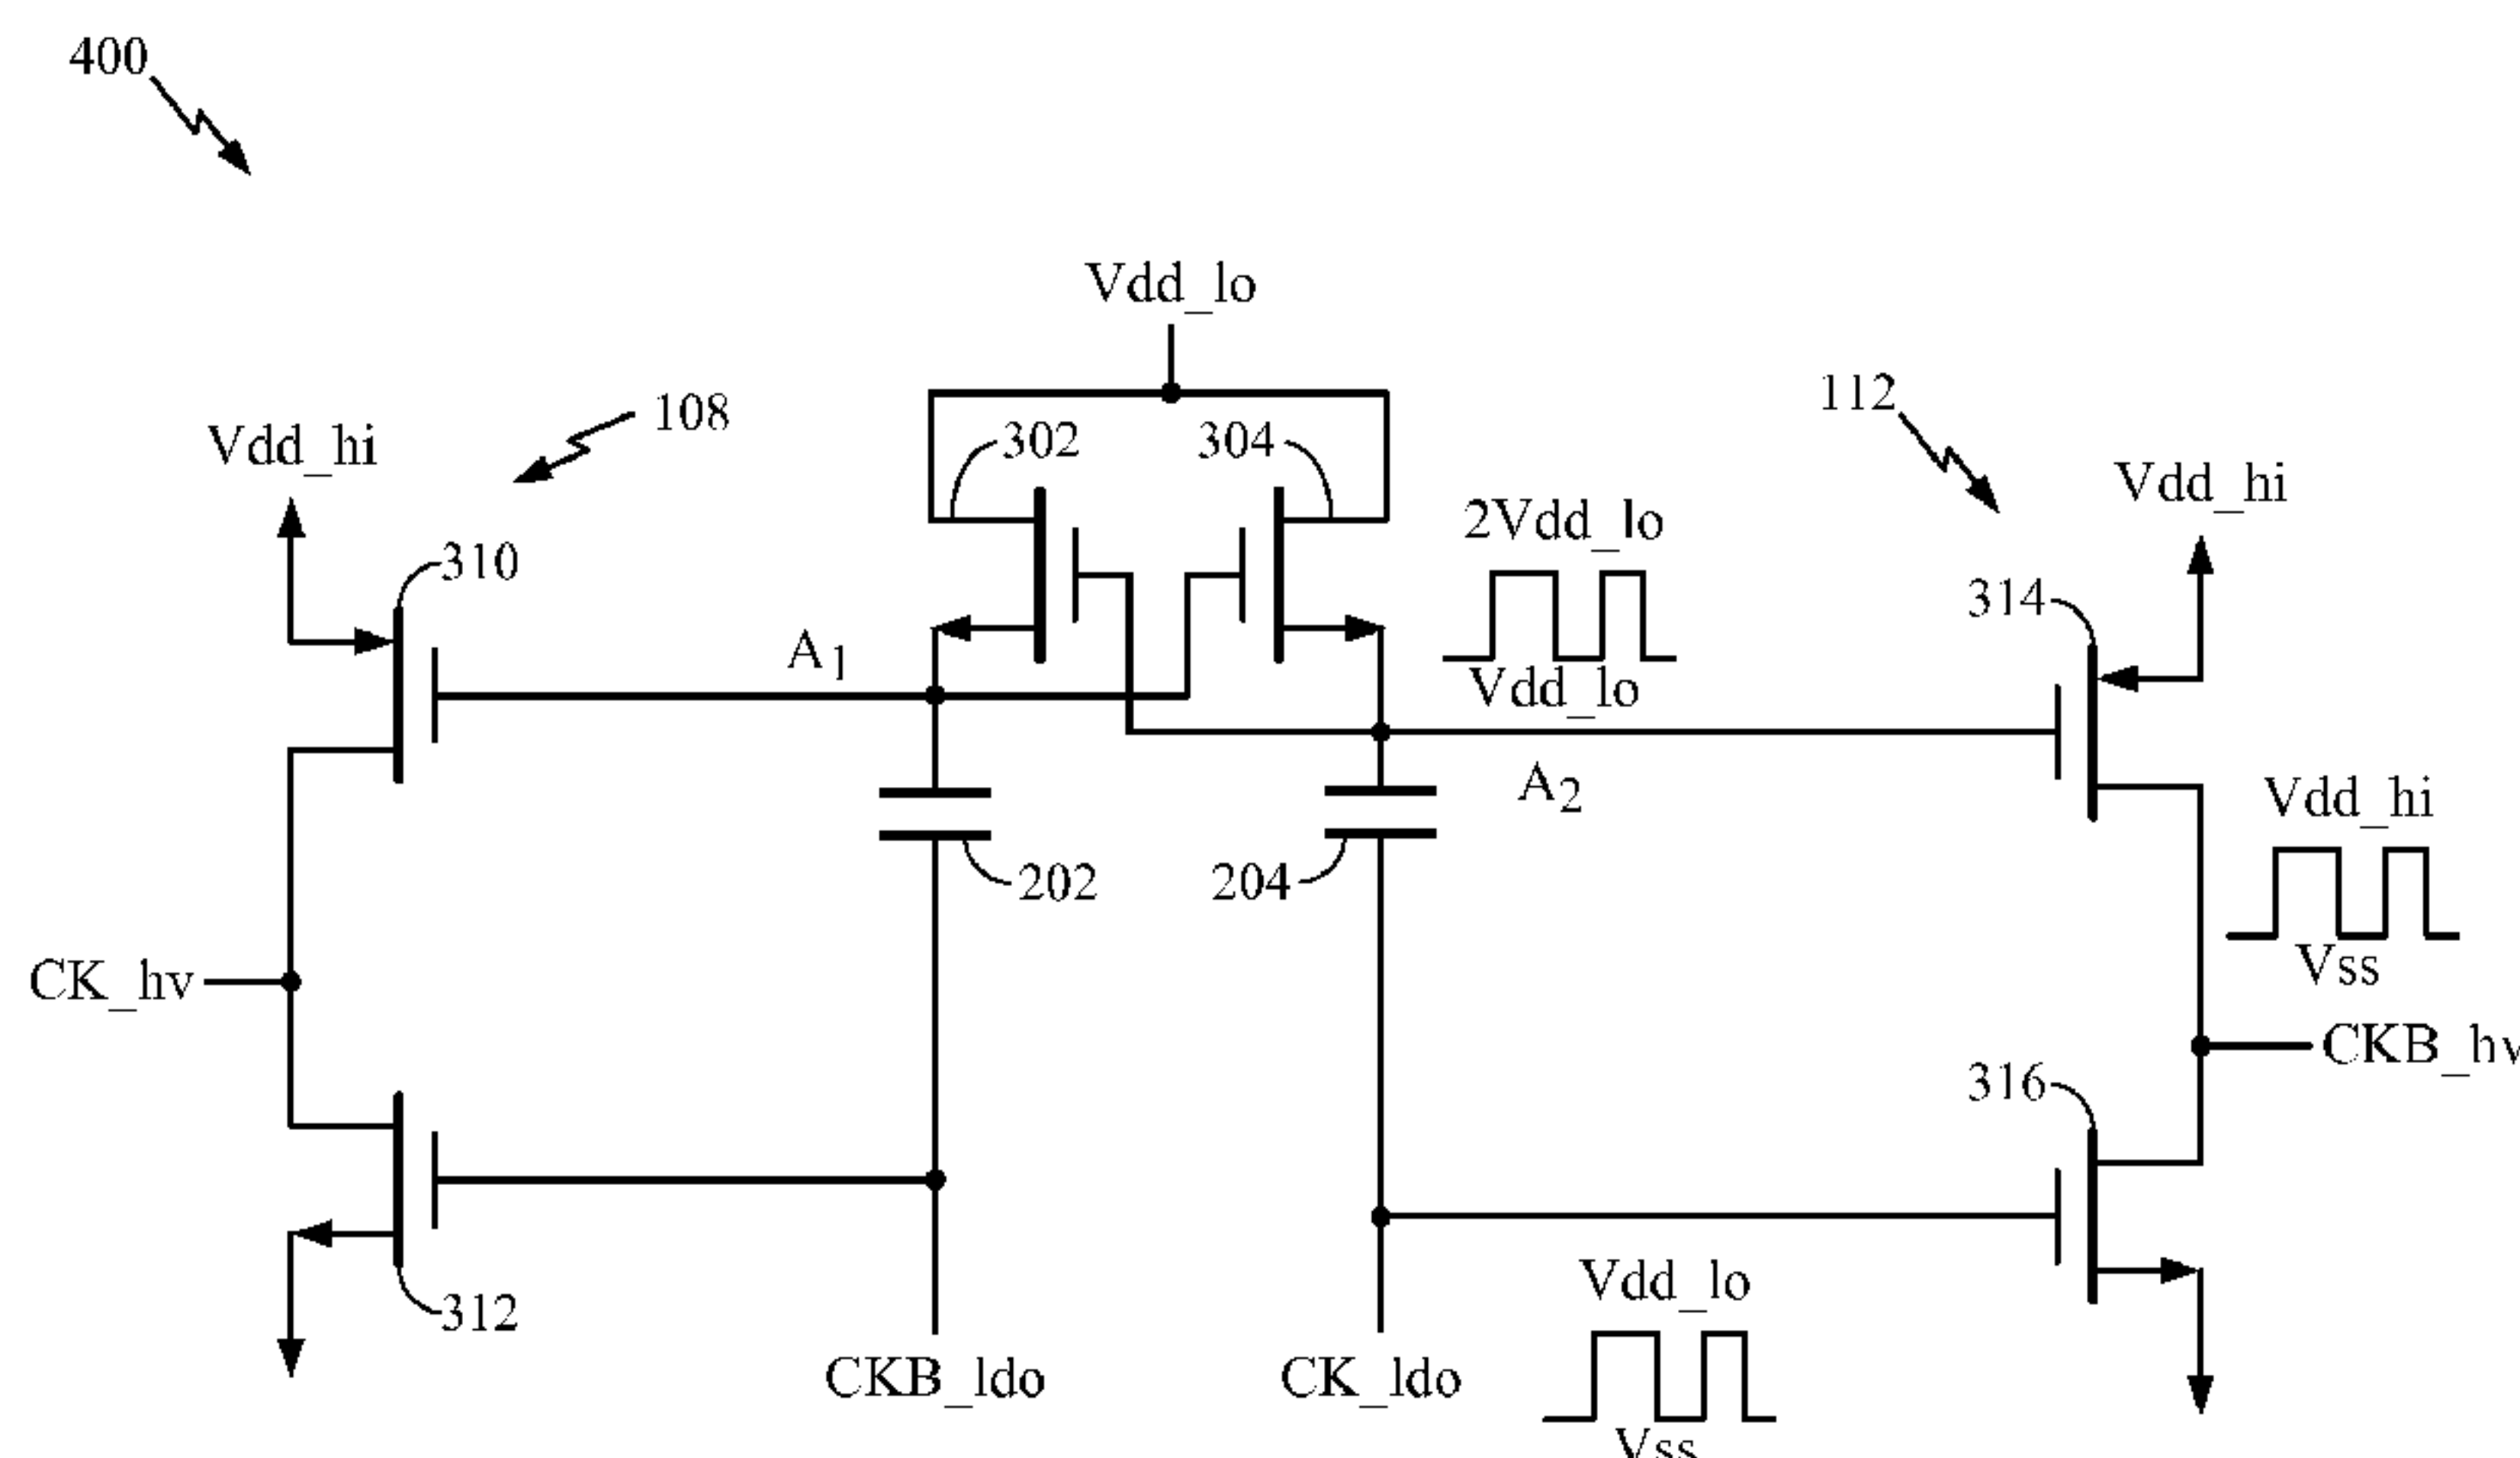 400
Vdd_lo
108
112
Vdd_hi
302
304
Vdd_hi
2Vdd_lo
310
314
A1
Vdd_lo
A2
Vdd_hi
202
204
Vss
CK_hv
CKB_hv
316
Vdd_lo
312
CKB_ldo
CK_ldo
Vss